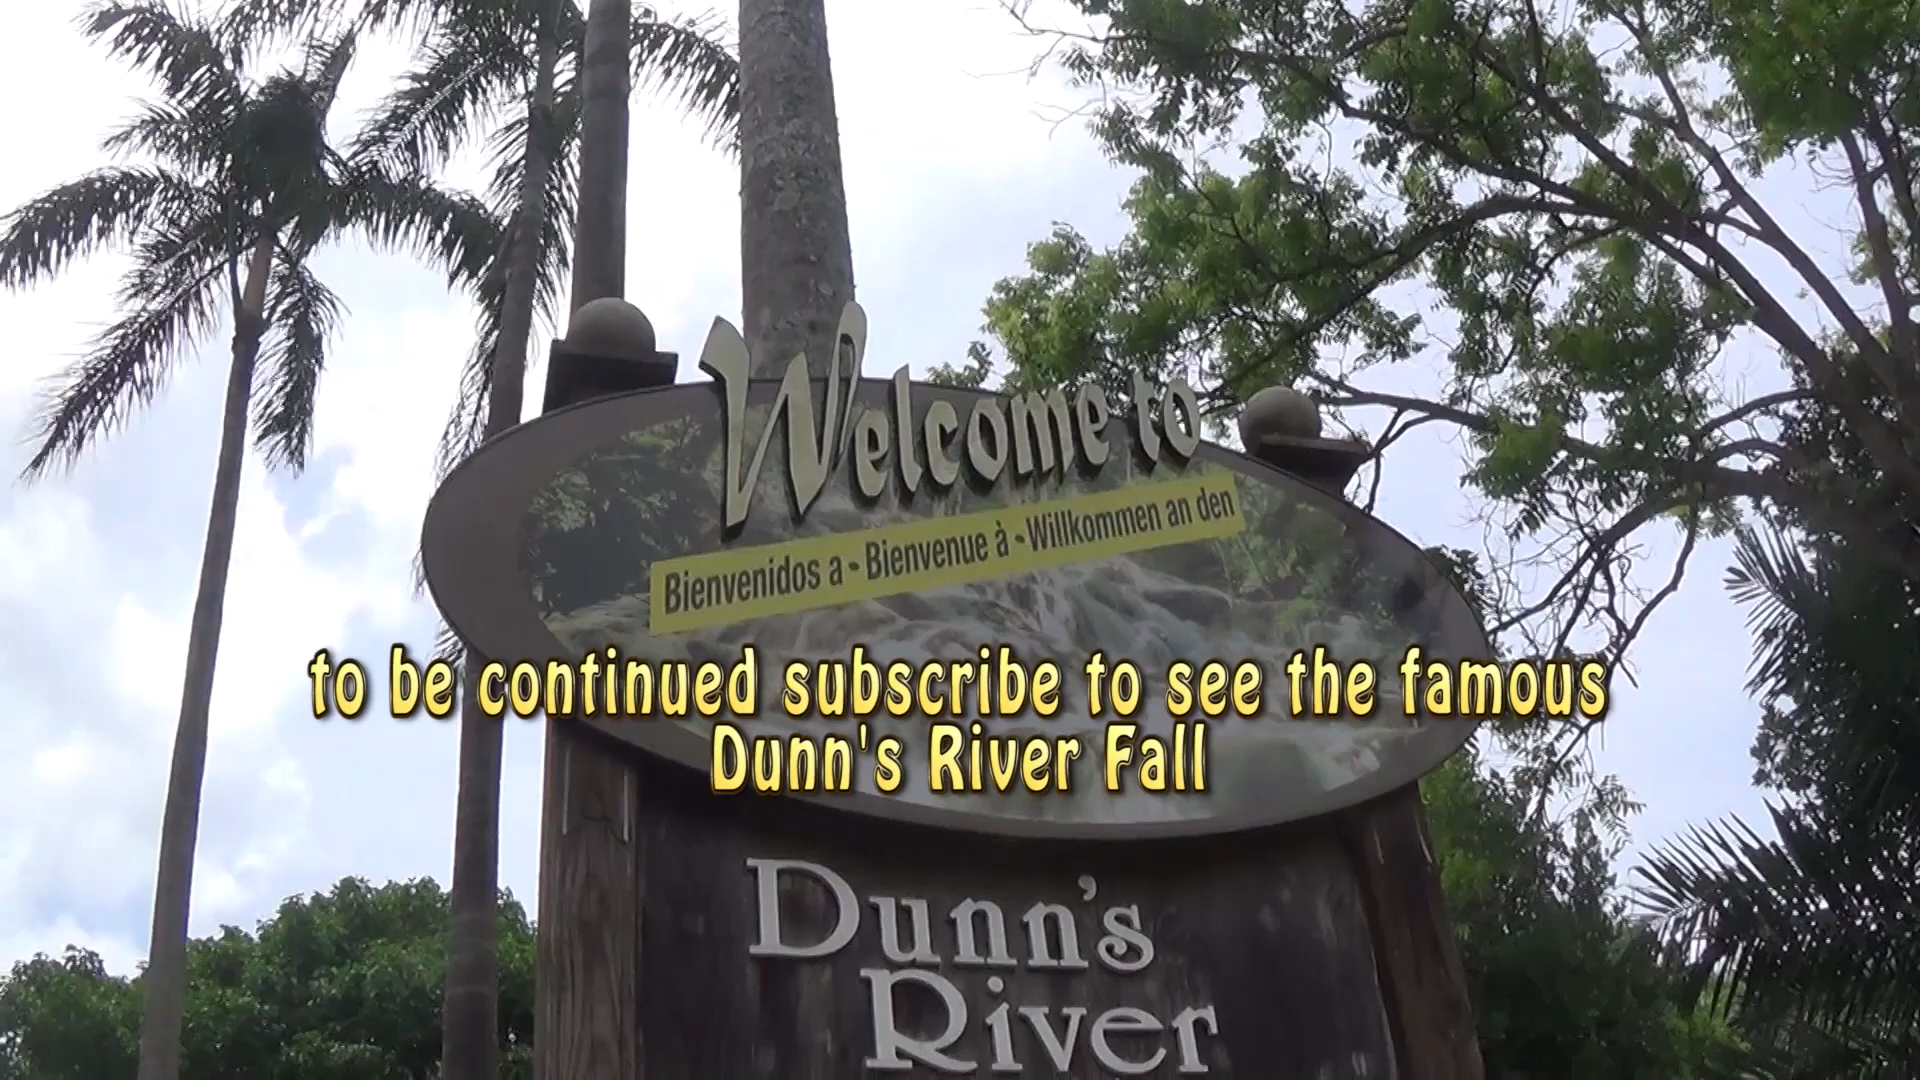 Welcome to
Bienvenidos a - Bienvenue à - Willkommen an den
to be continued subscribe to see the famous
Dunn's River Fall
Dunn's
River